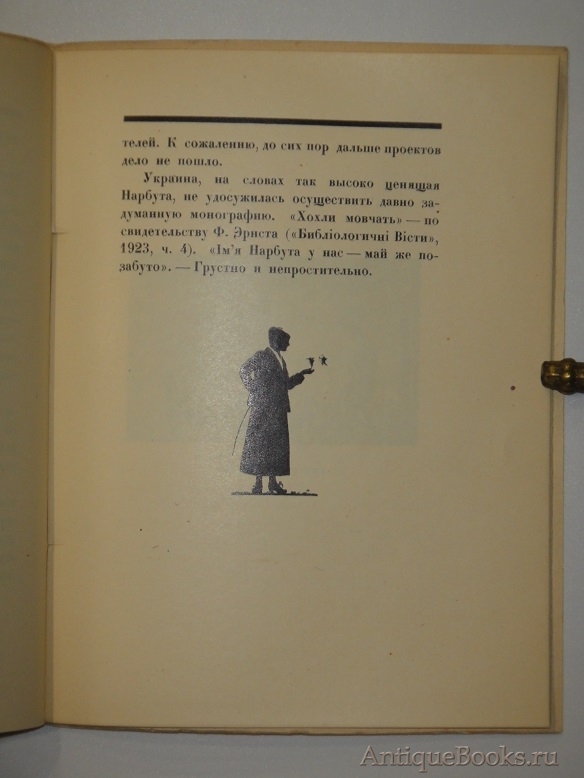 телей. К сожалению, до сих пор дальше проектов
дело не пошло.
Украина, на словах так высоко ценящая
Нарбута, не удосужилась осуществить давно за-
думанную монографию. «Хохли мовчать» — по
свидетельству Ф. Эрнста («Библіологичні Вісти»,
1923, ч. 4). «Ім'я Нарбута у нас — май же по-
забуто». — Грустно и непростительно.
AntiqueBooks.ru